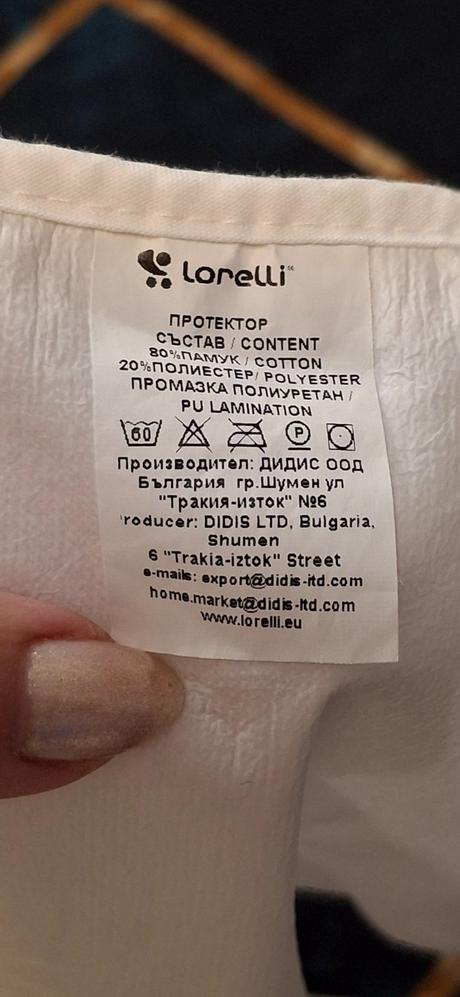 lorelli
ПРОТЕКТОР
СЪСТАВ / CONTENT
80%ПАМУК / COTTON
20%ПОЛИЕСТЕР/ POLYESTER
ПРОМАЗКА ПОЛИУРЕТАН /
PU LAMINATION
60 P
Производител: ДИДИС ООД
България гр.Шумен ул
"Тракия-изток" №6
roducer: DIDIS LTD, Bulgaria,
Shumen
6 "Trakia-iztok" Street
e-mails: export@didis-ltd.com
home.market@didis-ltd.com
www.lorelli.eu